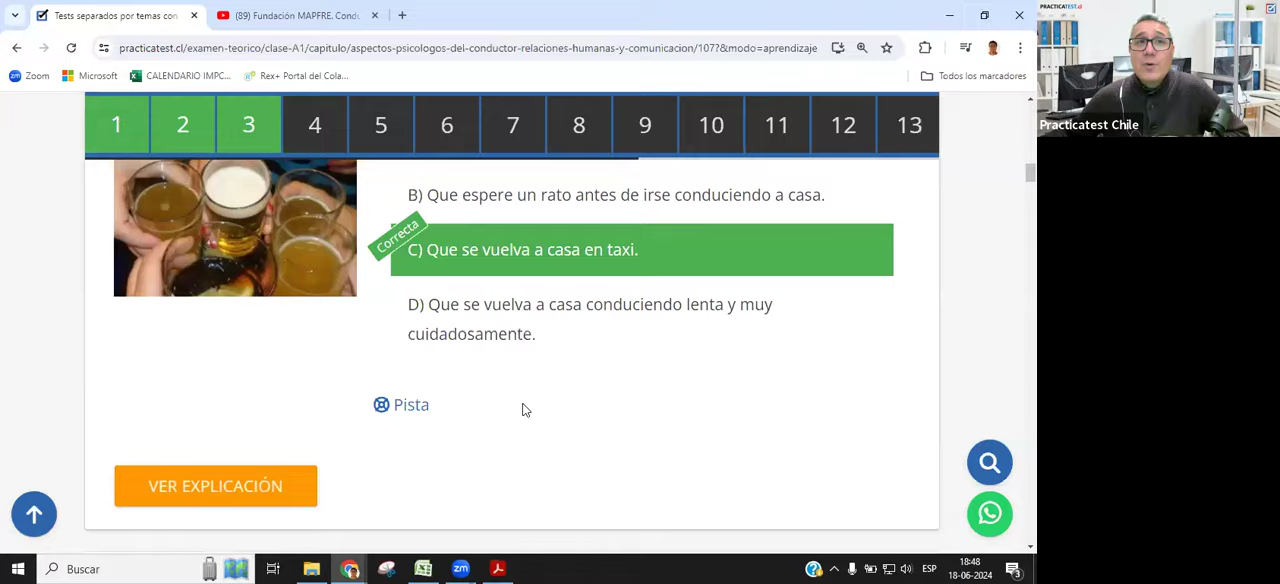 Tests separados por temas con
(89) Fundación MAPFRE. Condu
PRACTICATEST.cl
practicatest.cl/examen-teorico/clase-A1/capitulo/aspectos-psicologos-del-conductor-relaciones-humanas-y-comunicacion/107?&modo=aprendizaje
Zoom
Microsoft
CALENDARIO IMPC...
Rex+ Portal del Cola...
Todos los marcadores
1 2 3 4 5 6 7 8 9 10 11 12 13
Practicatest Chile
B) Que espere un rato antes de irse conduciendo a casa.
Correcta
C) Que se vuelva a casa en taxi.
D) Que se vuelva a casa conduciendo lenta y muy
cuidadosamente.
Pista
VER EXPLICACIÓN
Buscar
ESP
18:48
18-06-2024
3